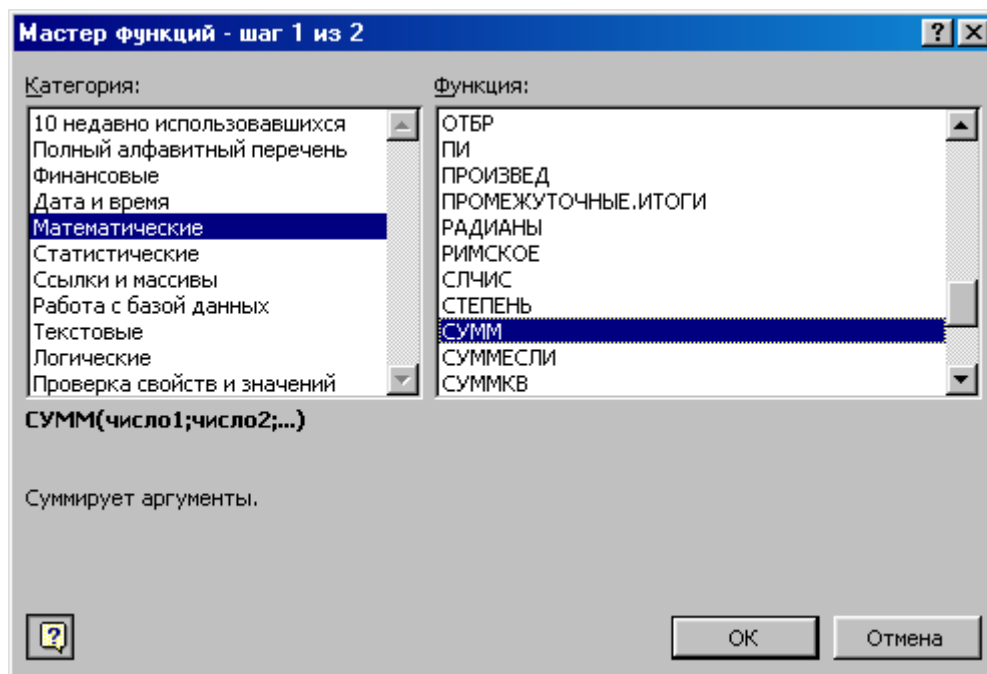 Мастер функций - шаг 1 из 2
Категория:
10 недавно использовавшихся
Полный алфавитный перечень
Финансовые
Дата и время
Математические
Статистические
Ссылки и массивы
Работа с базой данных
Текстовые
Логические
Проверка свойств и значений
Функция:
ОТБР
ПИ
ПРОИЗВЕД
ПРОМЕЖУТОЧНЫЕ.ИТОГИ
РАДИАНЫ
РИМСКОЕ
СЛЧИС
СТЕПЕНЬ
СУММ
СУММЕСЛИ
СУММКВ
СУММ(число1;число2;...)
Суммирует аргументы.
ОК
Отмена